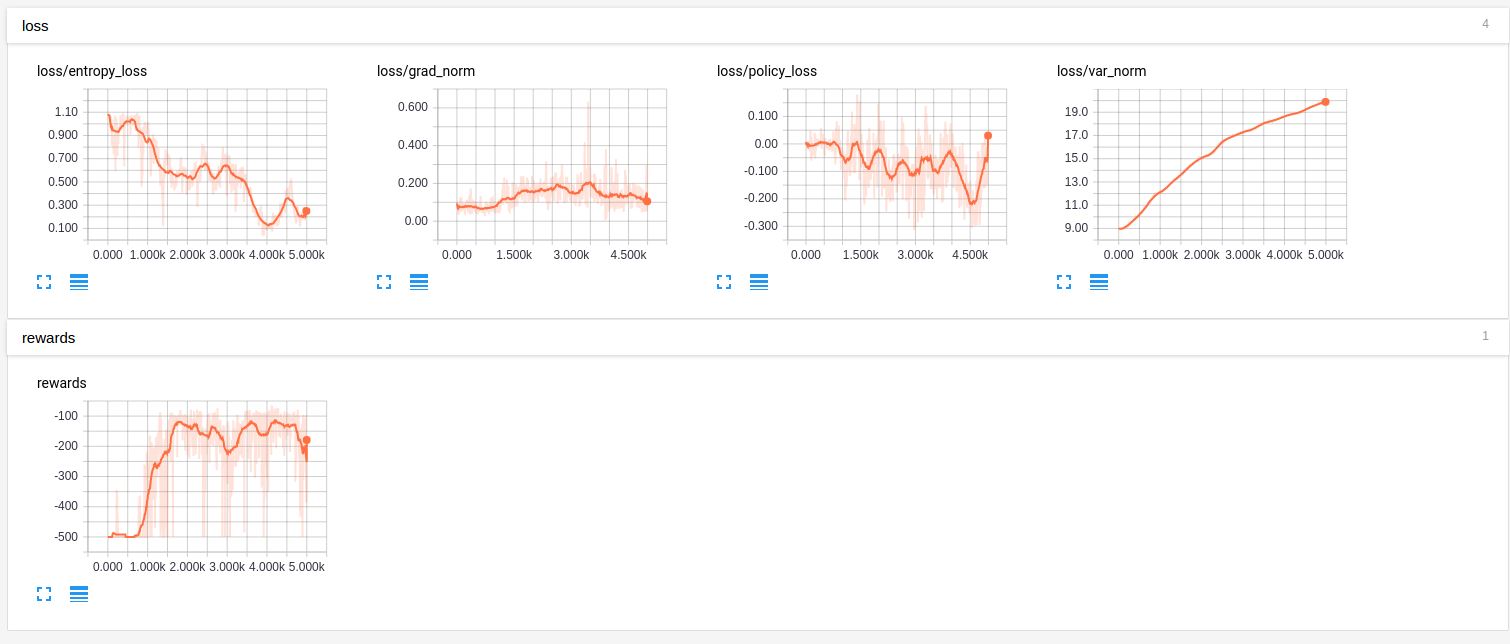 loss 4
loss/entropy_loss loss/grad_norm loss/policy_loss loss/var_norm
1.10
0.900
0.700
0.500
0.300
0.100
0.000 1.000k 2.000k 3.000k 4.000k 5.000k
0.600
0.400
0.200
0.00
0.000 1.500k 3.000k 4.500k
0.100
0.00
-0.100
-0.200
-0.300
0.000 1.500k 3.000k 4.500k
19.0
17.0
15.0
13.0
11.0
9.00
0.000 1.000k 2.000k 3.000k 4.000k 5.000k
rewards 1
rewards
-100
-200
-300
-400
-500
0.000 1.000k 2.000k 3.000k 4.000k 5.000k